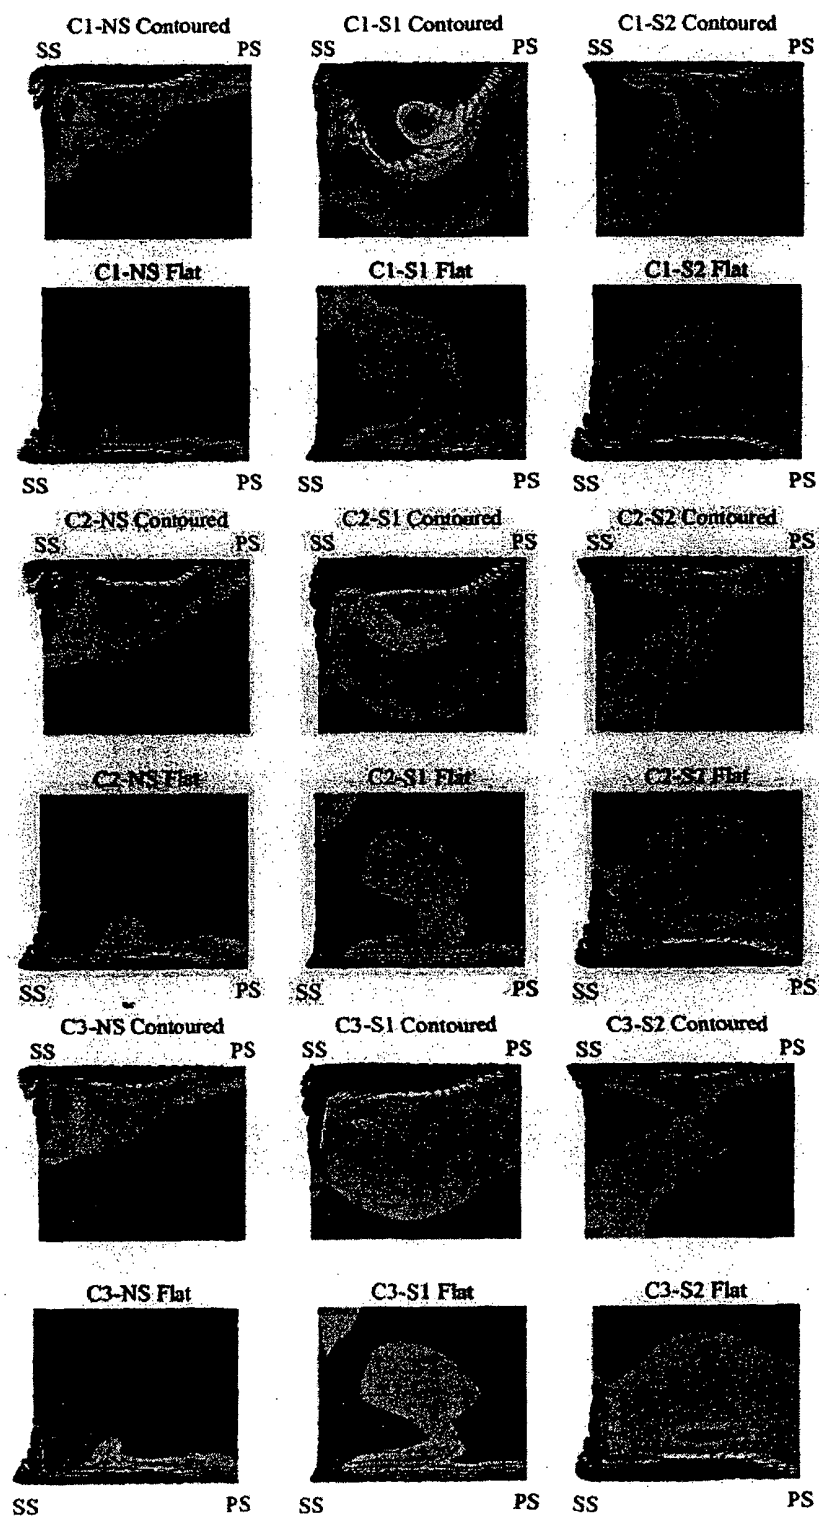 C1-NS Contoured C1-S1 Contoured C1-S2 Contoured
SS PS SS PS SS PS
C1-NS Flat C1-S1 Flat C1-S2 Flat
SS PS SS PS SS PS
C2-NS Contoured C2-S1 Contoured C2-S2 Contoured
SS PS SS PS SS PS
C2-NS Flat C2-S1 Flat C2-S2 Flat
SS PS SS PS SS PS
C3-NS Contoured C3-S1 Contoured C3-S2 Contoured
SS PS SS PS SS PS
C3-NS Flat C3-S1 Flat C3-S2 Flat
SS PS SS PS SS PS